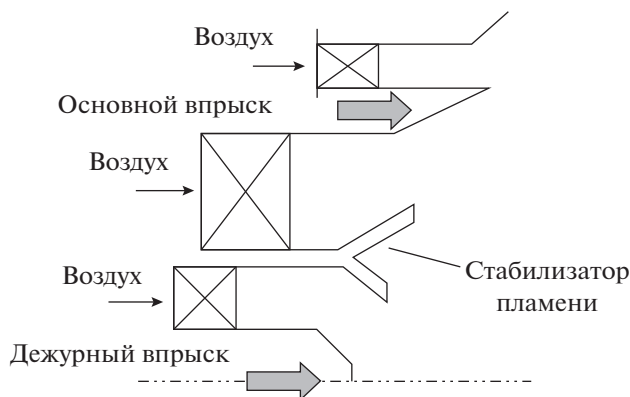 Воздух
Основной впрыск
Воздух
Воздух
Стабилизатор
пламени
Дежурный впрыск